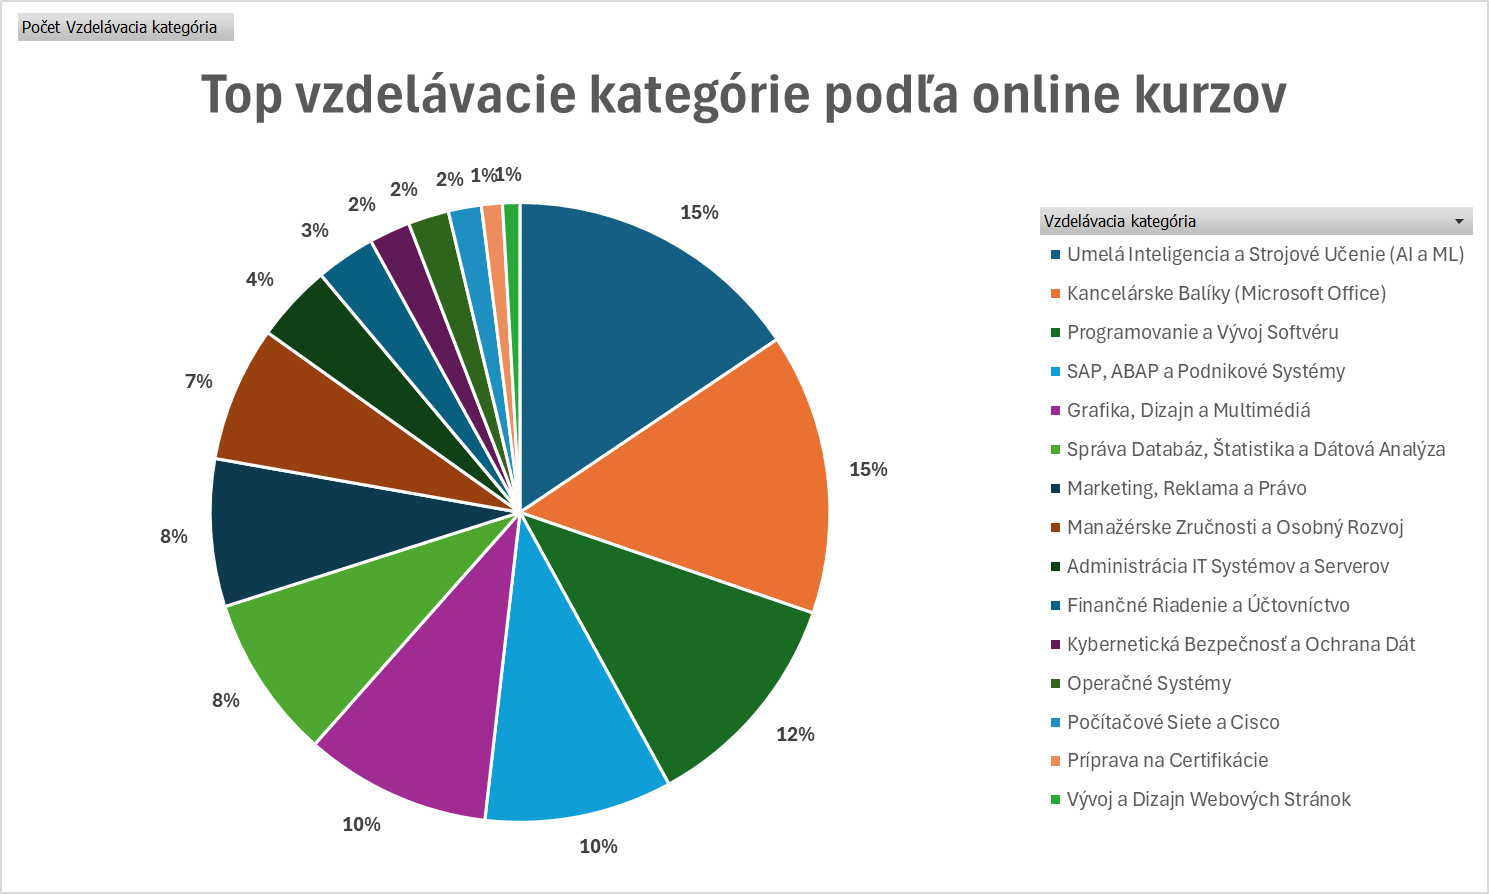 Počet Vzdelávacia kategória
Top vzdelávacie kategórie podľa online kurzov
15%
15%
12%
10%
10%
8%
8%
7%
4%
3%
2%
2%
2%
1%
1%
Vzdelávacia kategória
Umelá Inteligencia a Strojové Učenie (AI a ML)
Kancelárske Balíky (Microsoft Office)
Programovanie a Vývoj Softvéru
SAP, ABAP a Podnikové Systémy
Grafika, Dizajn a Multimédiá
Správa Databáz, Štatistika a Dátová Analýza
Marketing, Reklama a Právo
Manažérske Zručnosti a Osobný Rozvoj
Administrácia IT Systémov a Serverov
Finančné Riadenie a Účtovníctvo
Kybernetická Bezpečnosť a Ochrana Dát
Operačné Systémy
Počítačové Siete a Cisco
Príprava na Certifikácie
Vývoj a Dizajn Webových Stránok